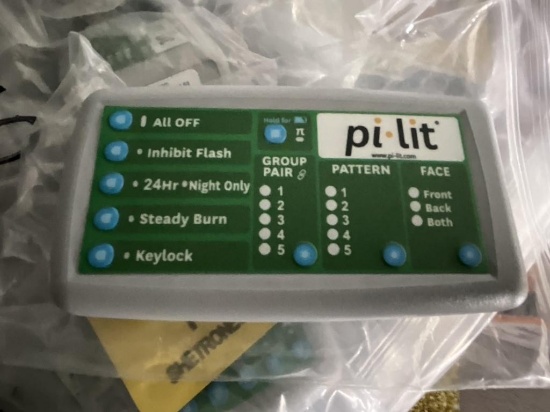 All OFF
Inhibit Flash
24Hr Night Only
Steady Burn
Keylock
Hold for
π
GROUP
PAIR
1
2
3
4
5
pi·lit
www.pi-lit.com
PATTERN
1
2
3
4
5
FACE
Front
Back
Both